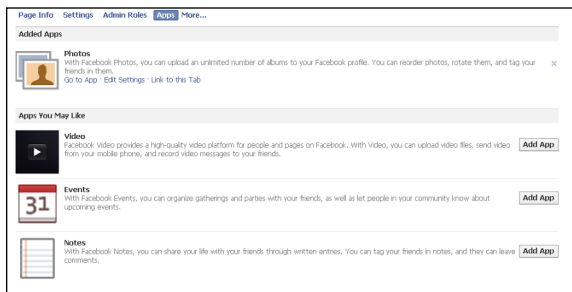 Page Info Settings Admin Roles Apps More...
Added Apps
Photos
With Facebook Photos, you can upload an unlimited number of albums to your Facebook profile. You can reorder photos, rotate them, and tag your
friends in them.
Go to App · Edit Settings · Link to this Tab
Apps You May Like
Video
Facebook Video provides a high-quality video platform for people and pages on Facebook. With Video, you can upload video files, send video
from your mobile phone, and record video messages to your friends.
Add App
Events
With Facebook Events, you can organize gatherings and parties with your friends, as well as let people in your community know about
upcoming events.
Add App
31
Notes
With Facebook Notes, you can share your life with your friends through written entries. You can tag your friends in notes, and they can leave
comments.
Add App